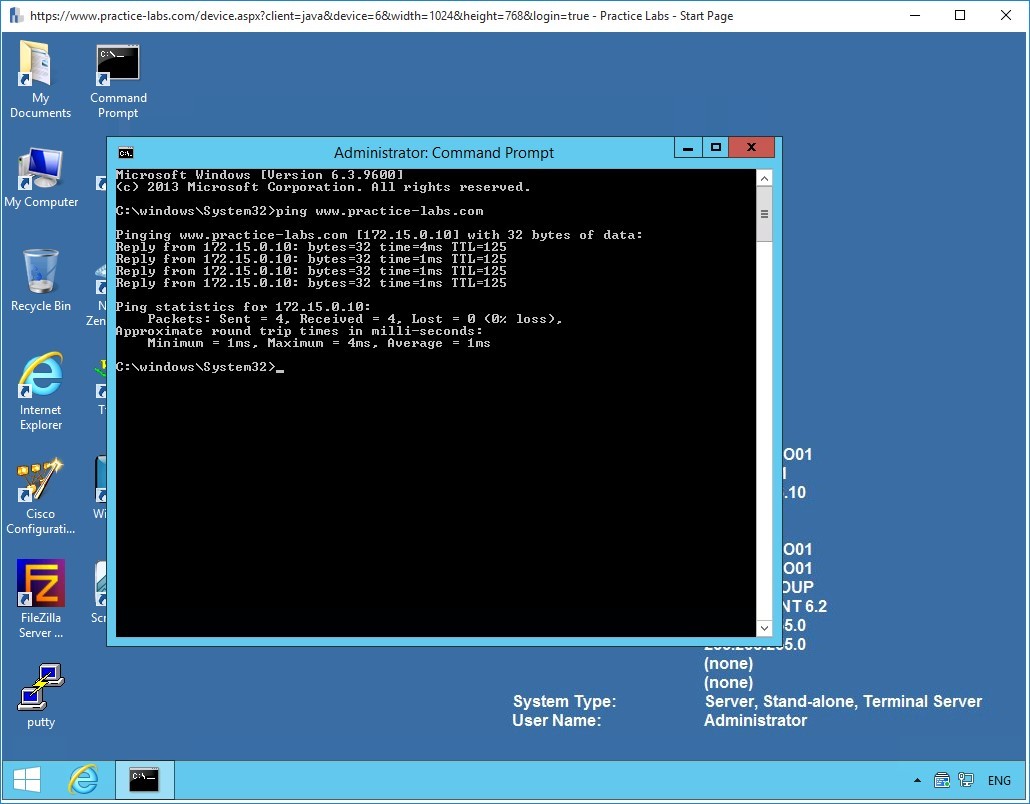 https://www.practice-labs.com/device.aspx?client=java&device=6&width=1024&height=768&login=true - Practice Labs - Start Page
My
Documents
Command
Prompt
My Computer
Recycle Bin
Internet
Explorer
Cisco
Configurati...
FileZilla
Server ...
putty
N
Zen
T
Wi
Scr
Administrator: Command Prompt
Microsoft Windows [Version 6.3.9600]
(c) 2013 Microsoft Corporation. All rights reserved.
C:\windows\System32>ping www.practice-labs.com
Pinging www.practice-labs.com [172.15.0.10] with 32 bytes of data:
Reply from 172.15.0.10: bytes=32 time=4ms TTL=125
Reply from 172.15.0.10: bytes=32 time=1ms TTL=125
Reply from 172.15.0.10: bytes=32 time=1ms TTL=125
Reply from 172.15.0.10: bytes=32 time=1ms TTL=125
Ping statistics for 172.15.0.10:
Packets: Sent = 4, Received = 4, Lost = 0 (0% loss),
Approximate round trip times in milli-seconds:
Minimum = 1ms, Maximum = 4ms, Average = 1ms
C:\windows\System32>
O01
.10
O01
O01
OUP
NT 6.2
5.0
255.255.255.0
(none)
(none)
System Type: Server, Stand-alone, Terminal Server
User Name: Administrator
ENG